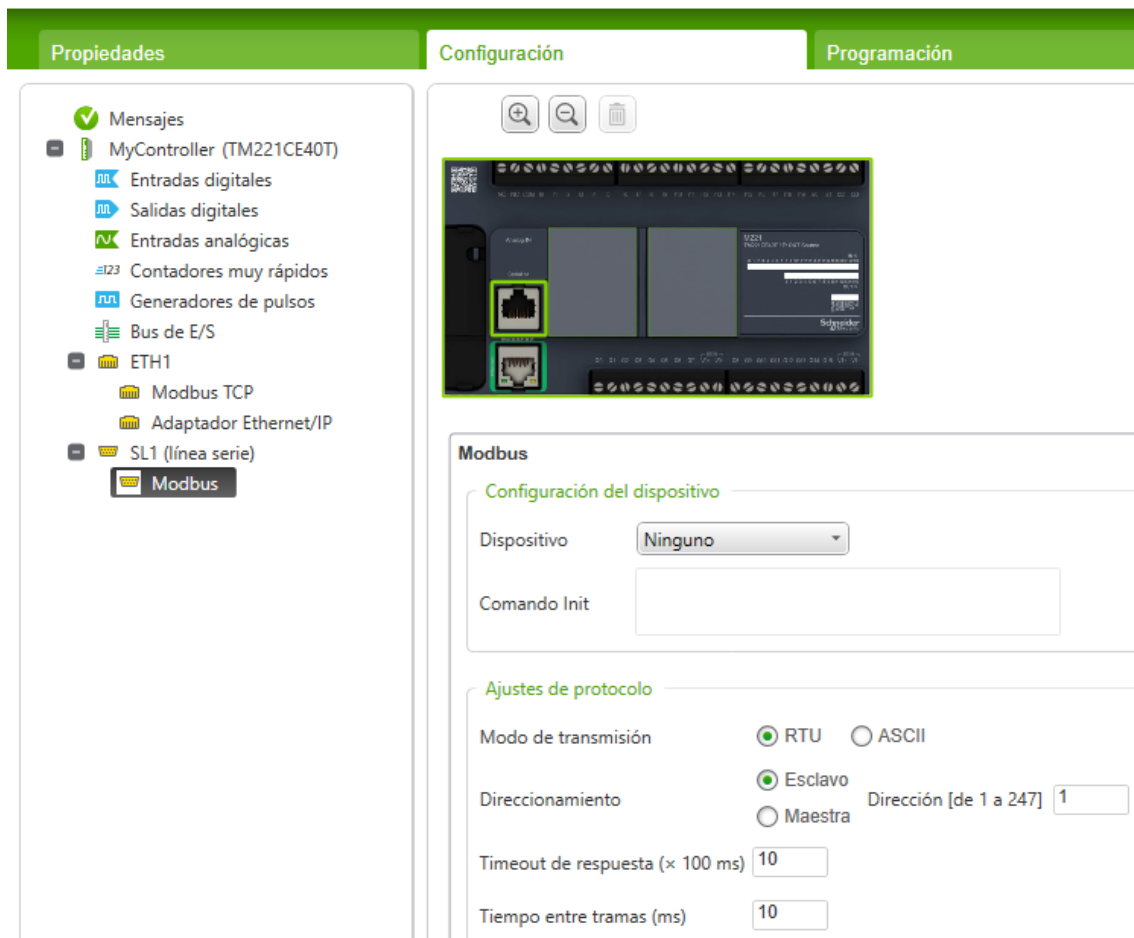 Propiedades
Configuración
Programación
Mensajes
MyController (TM221CE40T)
Entradas digitales
Salidas digitales
Entradas analógicas
Contadores muy rápidos
Generadores de pulsos
Bus de E/S
ETH1
Modbus TCP
Adaptador Ethernet/IP
SL1 (línea serie)
Modbus
M221
Schneider
Modbus
Configuración del dispositivo
Dispositivo Ninguno
Comando Init
Ajustes de protocolo
Modo de transmisión RTU ASCII
Direccionamiento Esclavo Maestra Dirección [de 1 a 247] 1
Timeout de respuesta (× 100 ms) 10
Tiempo entre tramas (ms) 10